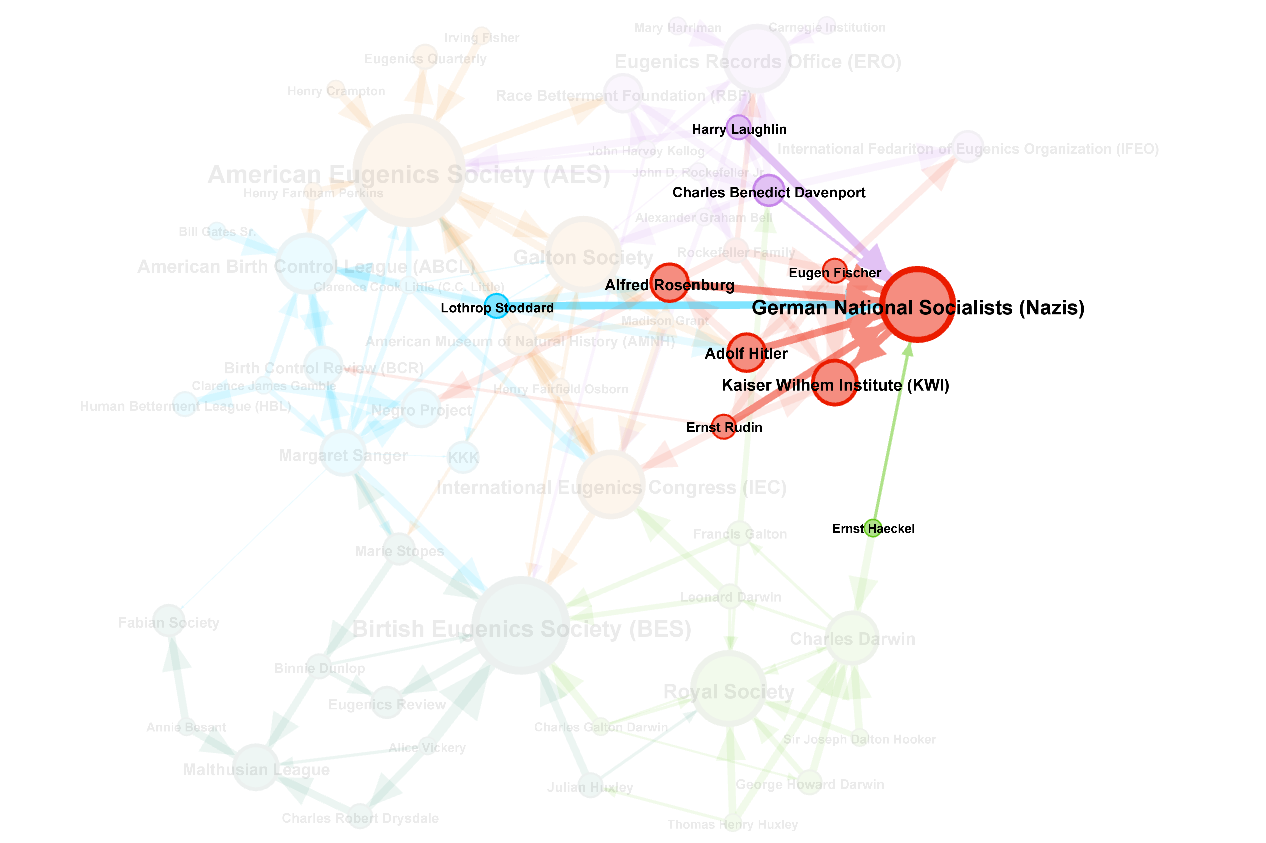 Mary Harriman
Carnegie Institution
Irving Fisher
Eugenics Quarterly
Eugenics Records Office (ERO)
Henry Crampton
Race Betterment Foundation (RBF)
Harry Laughlin
John Harvey Kellog
International Fedariton of Eugenics Organization (IFEO)
American Eugenics Society (AES)
John D. Rockefeller Jr.
Henry Farnham Perkins
Charles Benedict Davenport
Alexander Graham Bell
Bill Gates Sr.
Rockefeller Family
Galton Society
American Birth Control League (ABCL)
Eugen Fischer
Clarence Cook Little (C.C. Little)
Alfred Rosenburg
Lothrop Stoddard
German National Socialists (Nazis)
Madison Grant
American Museum of Natural History (AMNH)
Adolf Hitler
Birth Control Review (BCR)
Clarence James Gamble
Kaiser Wilhem Institute (KWI)
Henry Fairfield Osborn
Human Betterment League (HBL)
Negro Project
Ernst Rudin
Margaret Sanger
KKK
International Eugenics Congress (IEC)
Ernst Haeckel
Francis Galton
Marie Stopes
Leonard Darwin
Fabian Society
Birtish Eugenics Society (BES)
Charles Darwin
Binnie Dunlop
Royal Society
Eugenics Review
Annie Besant
Charles Galton Darwin
Sir Joseph Dalton Hooker
Alice Vickery
Malthusian League
George Howard Darwin
Julian Huxley
Charles Robert Drysdale
Thomas Henry Huxley